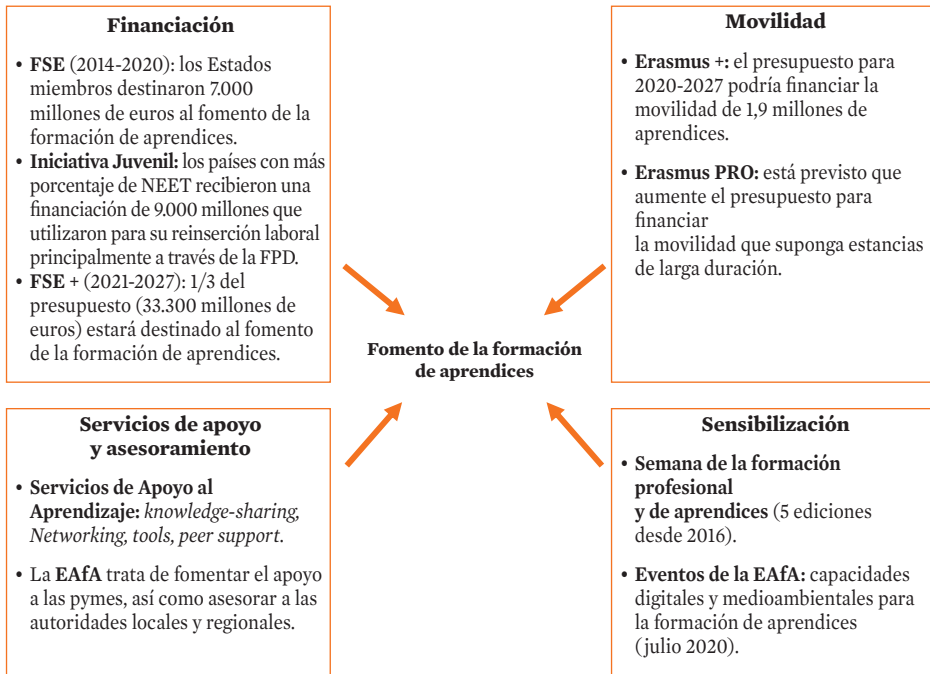 Financiación
• FSE (2014-2020): los Estados
miembros destinaron 7.000
millones de euros al fomento de la
formación de aprendices.
• Iniciativa Juvenil: los países con más
porcentaje de NEET recibieron una
financiación de 9.000 millones que
utilizaron para su reinserción laboral
principalmente a través de la FPD.
• FSE + (2021-2027): 1/3 del
presupuesto (33.300 millones de
euros) estará destinado al fomento
de la formación de aprendices.
Movilidad
• Erasmus +: el presupuesto para
2020-2027 podría financiar la
movilidad de 1,9 millones de
aprendices.
• Erasmus PRO: está previsto que
aumente el presupuesto para
financiar
la movilidad que suponga estancias
de larga duración.
Fomento de la formación
de aprendices
Servicios de apoyo
y asesoramiento
• Servicios de Apoyo al
Aprendizaje: knowledge-sharing,
Networking, tools, peer support.
• La EAfA trata de fomentar el apoyo
a las pymes, así como asesorar a las
autoridades locales y regionales.
Sensibilización
• Semana de la formación
profesional
y de aprendices (5 ediciones
desde 2016).
• Eventos de la EAfA: capacidades
digitales y medioambientales para
la formación de aprendices
(julio 2020).